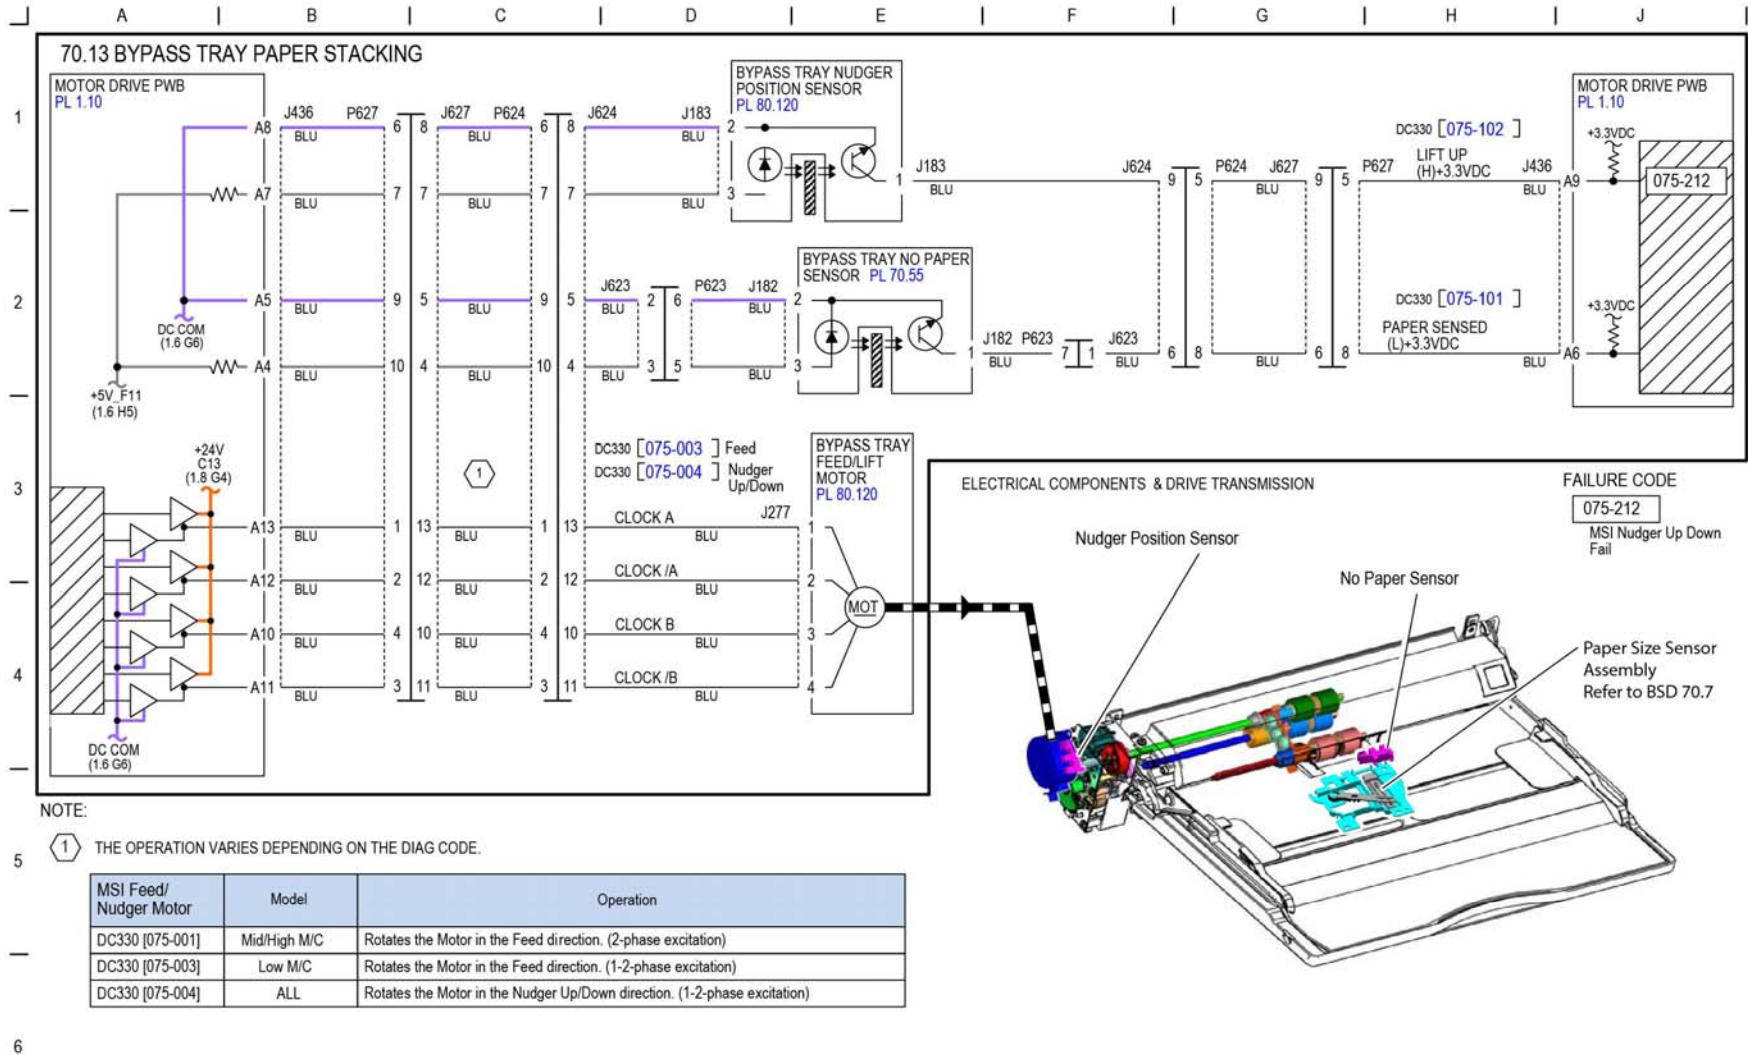 A B C D E F G H J
70.13 BYPASS TRAY PAPER STACKING
1
MOTOR DRIVE PWB
PL 1.10
A8 J436 P627 6 8 J627 P624 6 8 J624 J183 2
BLU BLU BLU
A7 7 7 7 7 3
BLU BLU BLU
BYPASS TRAY NUDGER
POSITION SENSOR
PL 80.120
1 J183 J624 9 5 P624 J627 9 5 P627 J436 A9
BLU BLU BLU
DC330 [075-102]
LIFT UP
(H)+3.3VDC
MOTOR DRIVE PWB
PL 1.10
+3.3VDC
075-212
2
A5 9 5 9 5 J623 2 6 P623 J182 2
BLU BLU BLU BLU
DC COM
(1.6 G6)
A4 10 4 10 4 3 5 3
BLU BLU BLU BLU
+5V_F11
(1.6 H5)
BYPASS TRAY NO PAPER
SENSOR PL 70.55
1 J182 P623 7 1 J623 6 8 6 8 A6
BLU BLU BLU BLU
DC330 [075-101]
PAPER SENSED
(L)+3.3VDC
+3.3VDC
3
+24V
C13
(1.8 G4)
1
DC330 [075-003] Feed
DC330 [075-004] Nudger
Up/Down
BYPASS TRAY
FEED/LIFT
MOTOR
PL 80.120
A13 1 13 1 13 CLOCK A J277 1
BLU BLU BLU
A12 2 12 2 12 CLOCK /A 2
BLU BLU BLU
MOT
A10 4 10 4 10 CLOCK B 3
BLU BLU BLU
4
A11 3 11 3 11 CLOCK /B 4
BLU BLU BLU
DC COM
(1.6 G6)
ELECTRICAL COMPONENTS & DRIVE TRANSMISSION
FAILURE CODE
075-212
MSI Nudger Up Down
Fail
Nudger Position Sensor
No Paper Sensor
Paper Size Sensor
Assembly
Refer to BSD 70.7
NOTE:
5
1 THE OPERATION VARIES DEPENDING ON THE DIAG CODE.
MSI Feed/
Nudger Motor Model Operation
DC330 [075-001] Mid/High M/C Rotates the Motor in the Feed direction. (2-phase excitation)
DC330 [075-003] Low M/C Rotates the Motor in the Feed direction. (1-2-phase excitation)
DC330 [075-004] ALL Rotates the Motor in the Nudger Up/Down direction. (1-2-phase excitation)
6